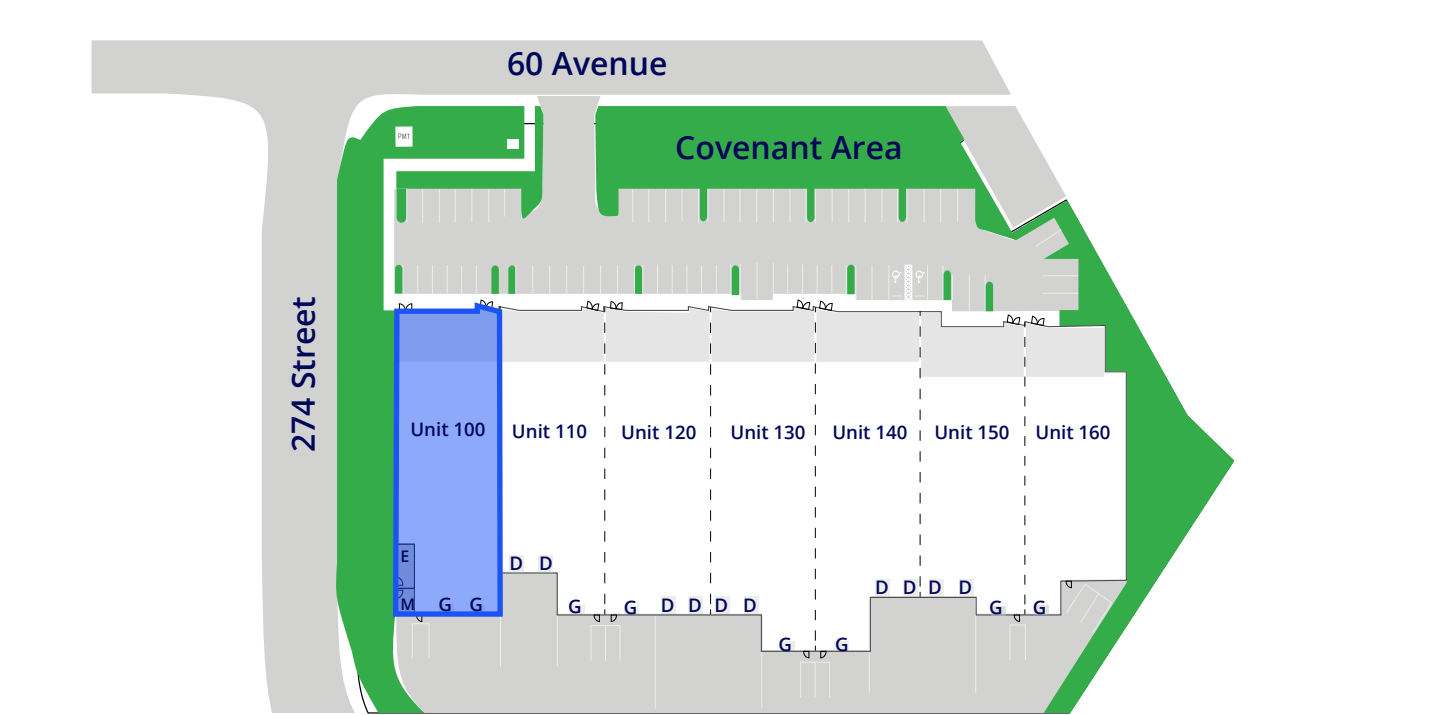 60 Avenue
PMT
Covenant Area
274 Street
Unit 100
Unit 110
Unit 120
Unit 130
Unit 140
Unit 150
Unit 160
E
M
G G
D D
G
G
D D D D
G
G
D D D D
G
G